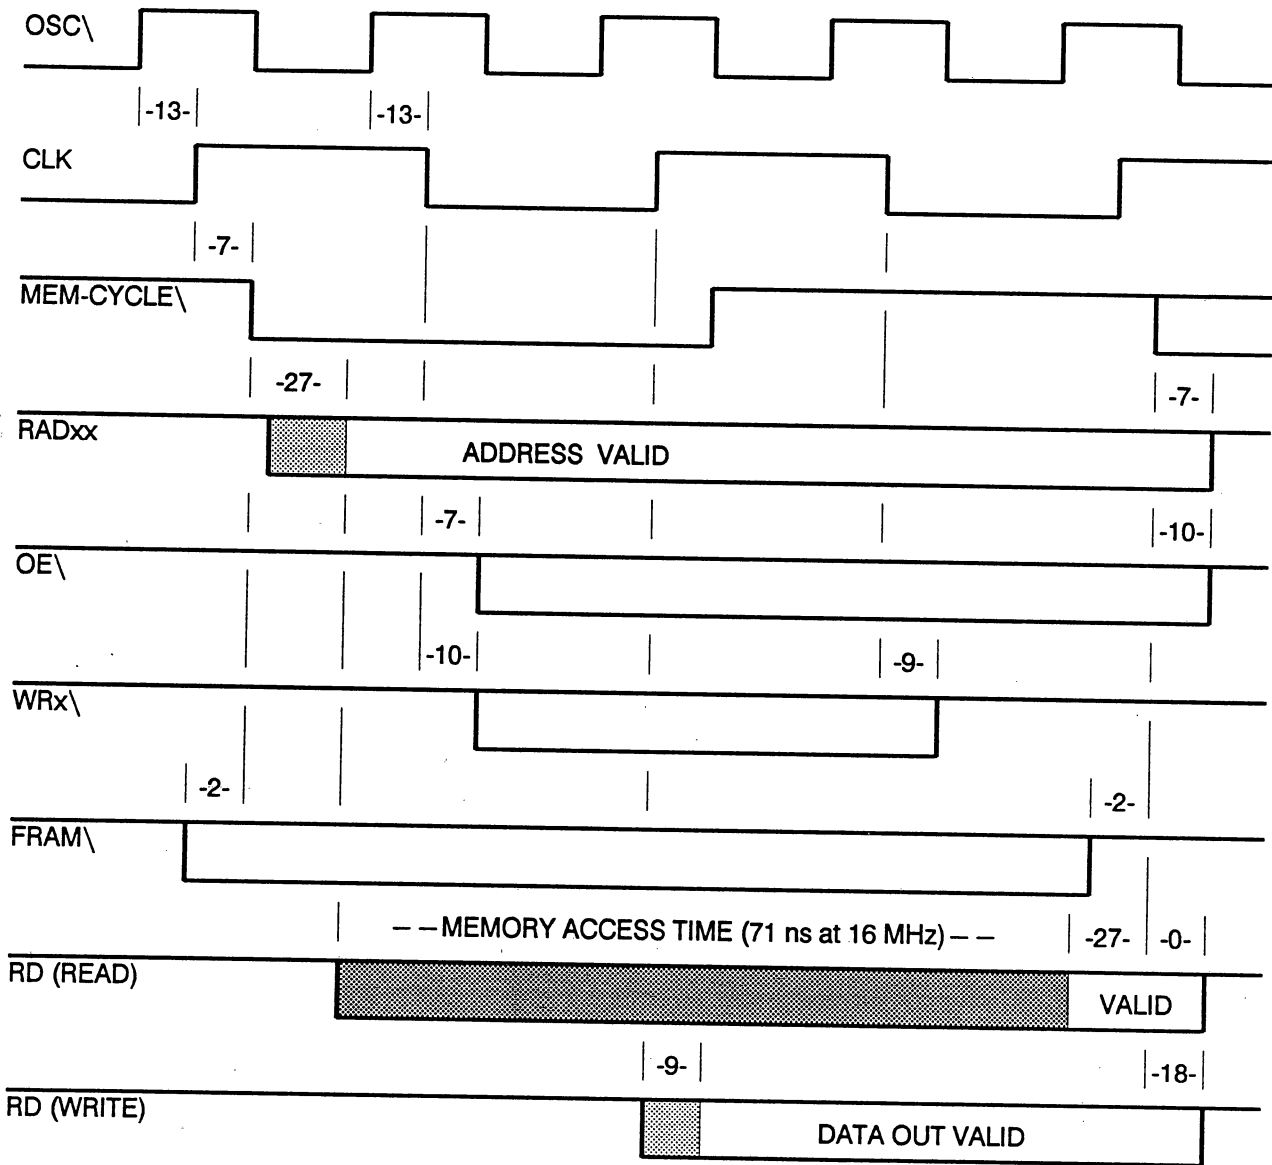 OSC\
-13- -13-
CLK
-7-
MEM-CYCLE\
-27- -7-
RADxx
ADDRESS VALID
-7- -10-
OE\
-10- -9-
WRx\
-2- -2-
FRAM\
– – MEMORY ACCESS TIME (71 ns at 16 MHz) – – -27- -0-
RD (READ)
VALID
-9- -18-
RD (WRITE)
DATA OUT VALID